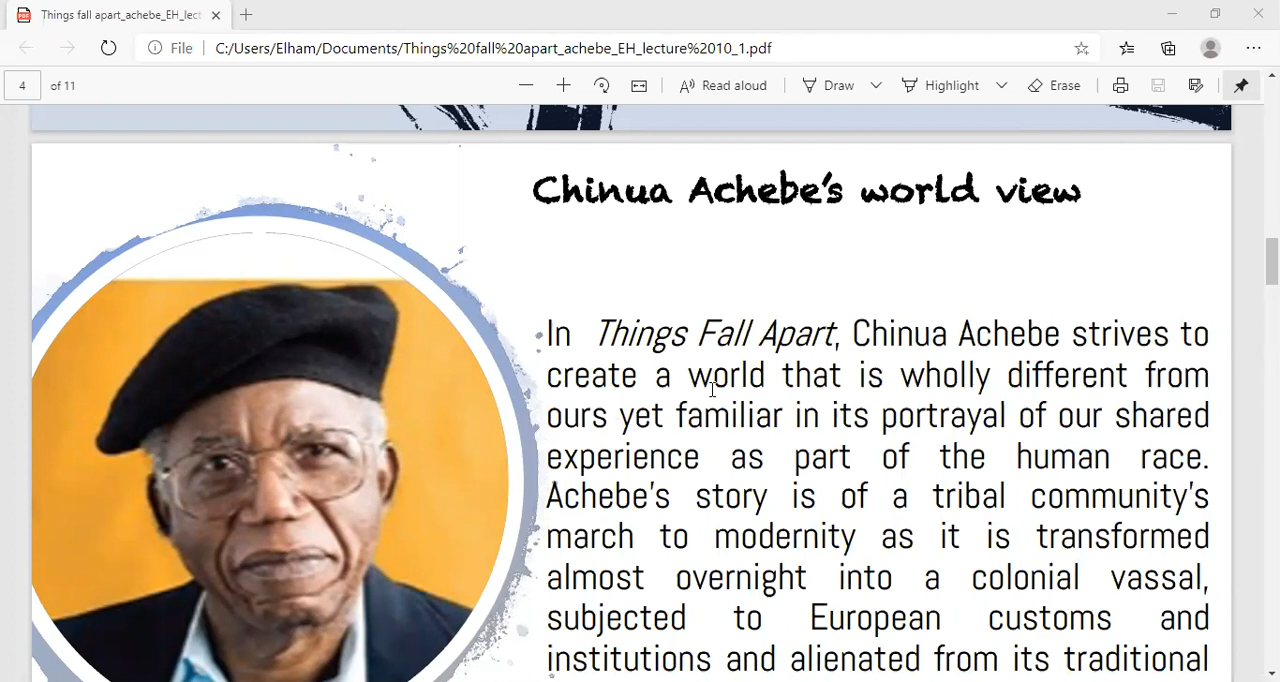 Things fall apart_achebe_EH_lect
File C:/Users/Elham/Documents/Things%20fall%20apart_achebe_EH_lecture%2010_1.pdf
4 of 11 Read aloud Draw Highlight Erase
Chinua Achebe's world view
In Things Fall Apart, Chinua Achebe strives to
create a world that is wholly different from
ours yet familiar in its portrayal of our shared
experience as part of the human race.
Achebe's story is of a tribal community's
march to modernity as it is transformed
almost overnight into a colonial vassal,
subjected to European customs and
institutions and alienated from its traditional